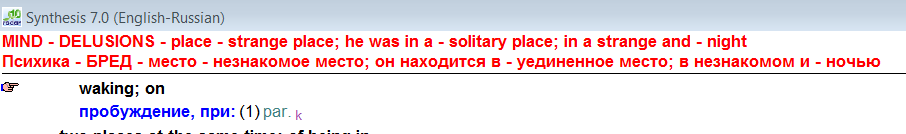 Synthesis 7.0 (English-Russian)
MIND - DELUSIONS - place - strange place; he was in a - solitary place; in a strange and - night
Психика - БРЕД - место - незнакомое место; он находится в - уединенное место; в незнакомом и - ночью
waking; on
пробуждение, при: (1) par. k
two places at the same time; of being in